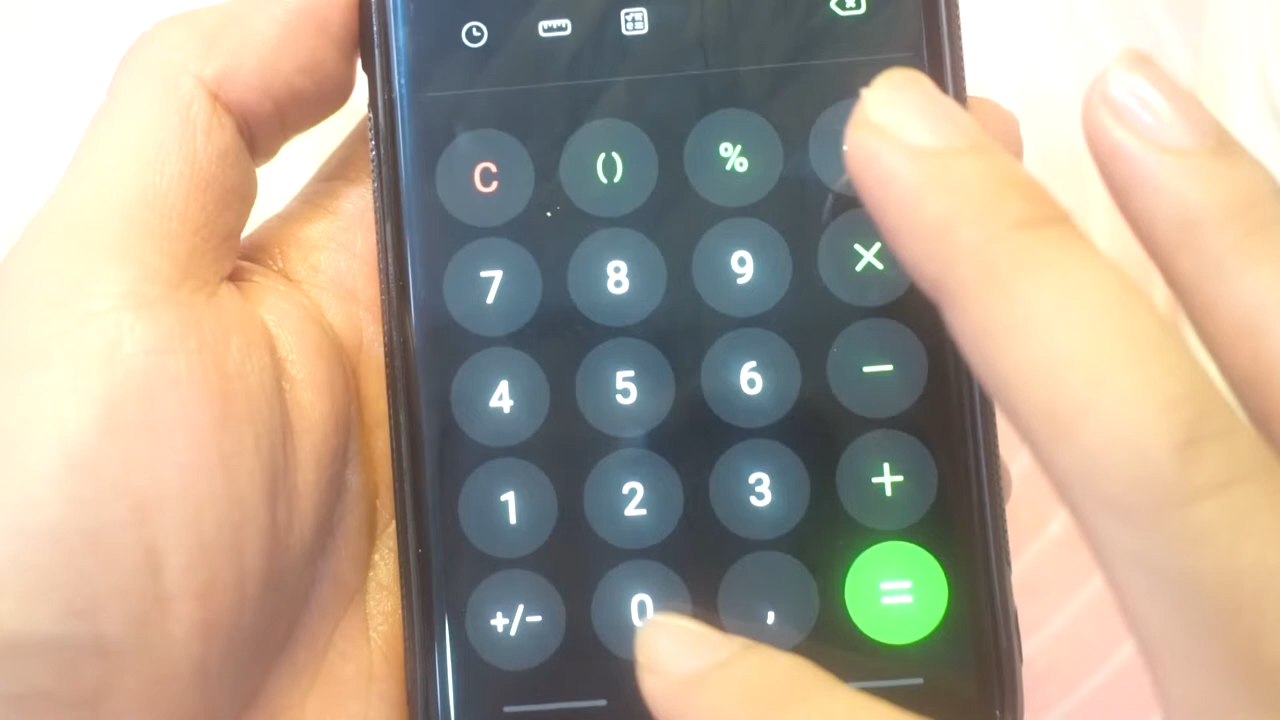 C () %
7 8 9 ×
4 5 6 −
1 2 3 +
+/− 0 , =